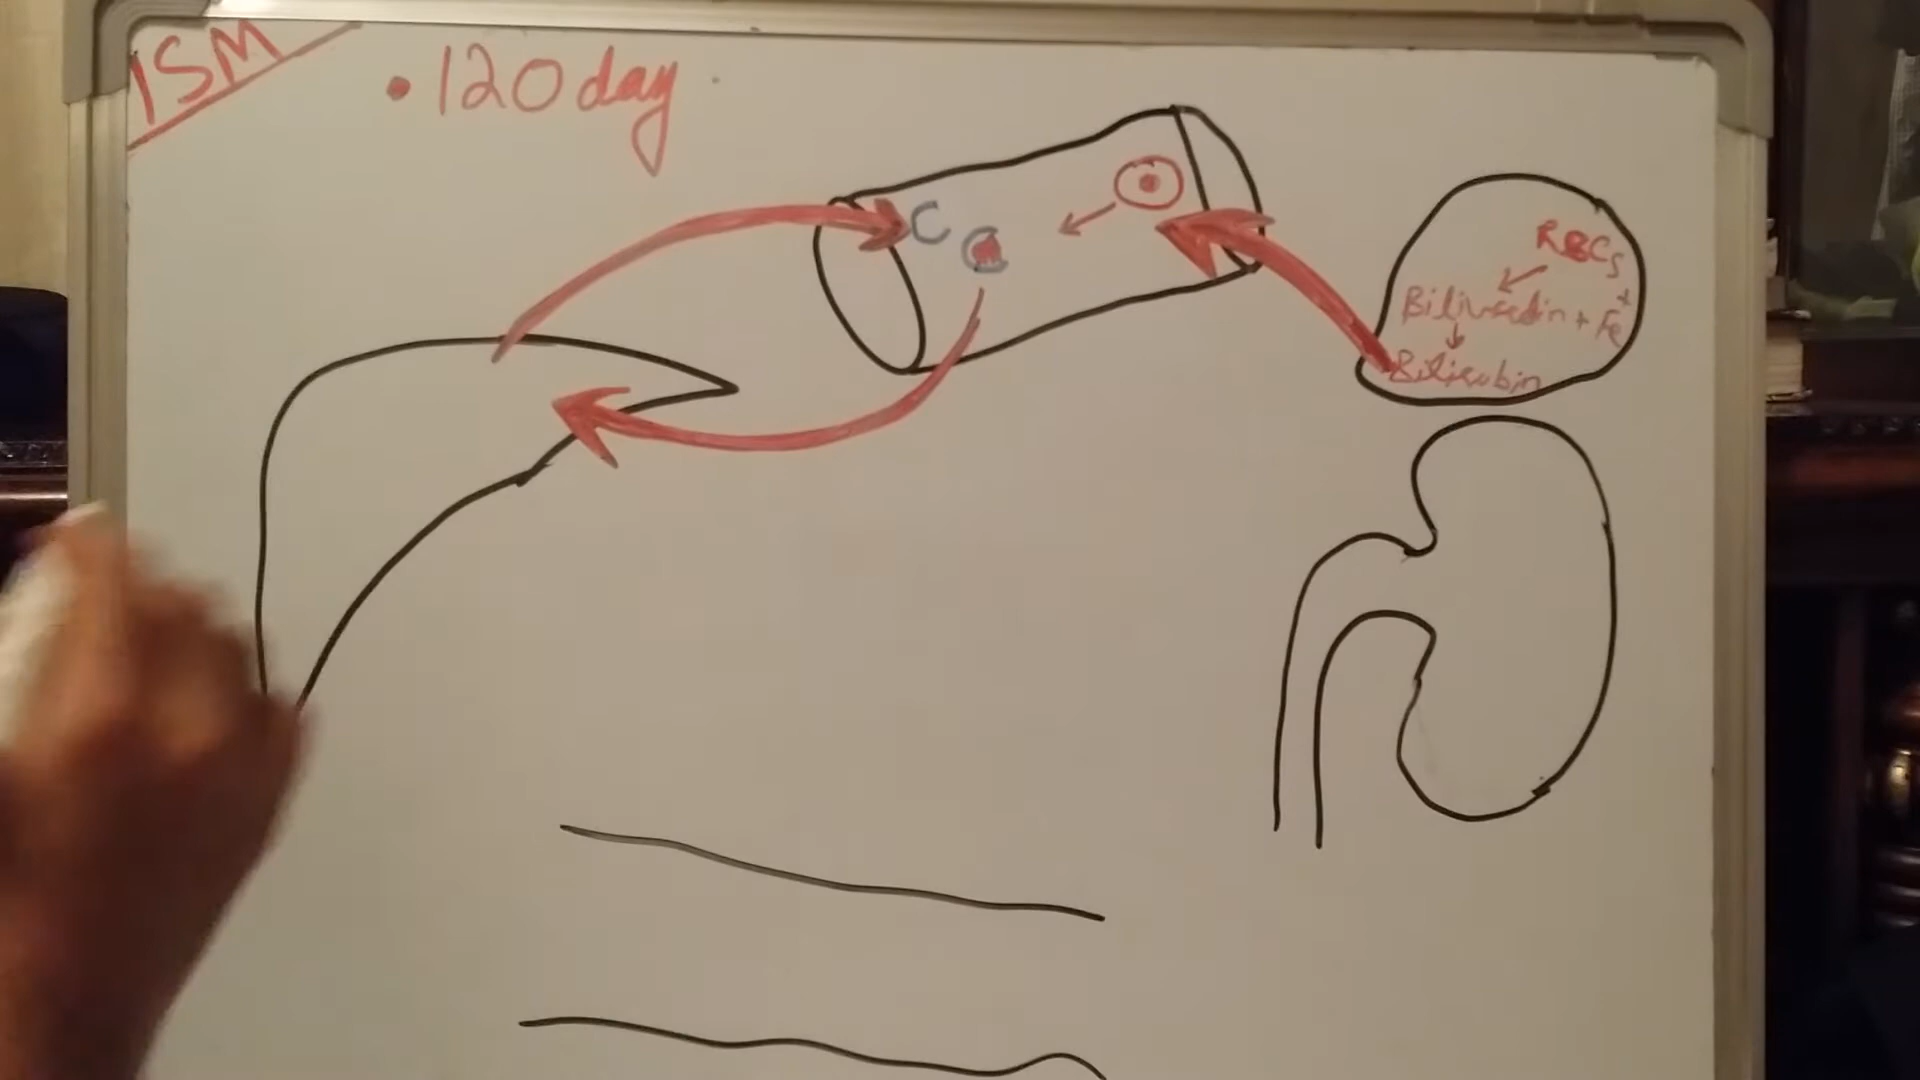 ISM
• 120 day
C
C
RBCs
Biliverdin + Fe+
Bilirubin